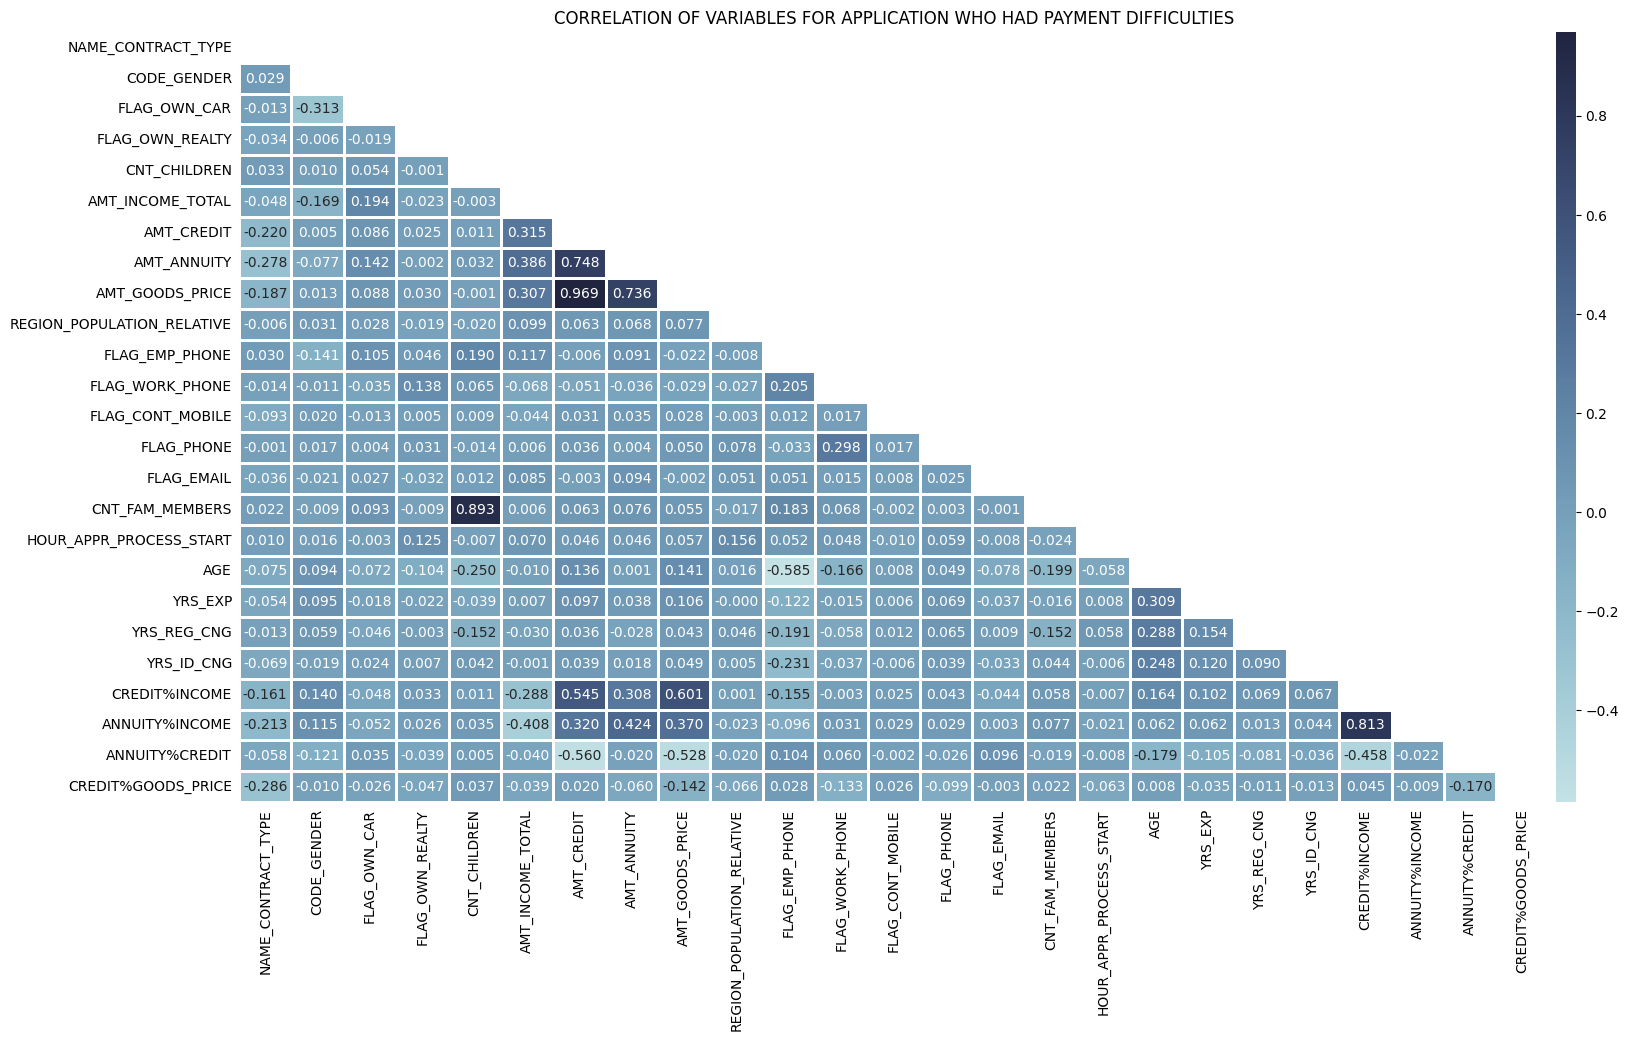 CORRELATION OF VARIABLES FOR APPLICATION WHO HAD PAYMENT DIFFICULTIES
NAME_CONTRACT_TYPE
CODE_GENDER 0.029
FLAG_OWN_CAR -0.013 -0.313
FLAG_OWN_REALTY -0.034 -0.006 -0.019
CNT_CHILDREN 0.033 0.010 0.054 -0.001
AMT_INCOME_TOTAL -0.048 -0.169 0.194 -0.023 -0.003
AMT_CREDIT -0.220 0.005 0.086 0.025 0.011 0.315
AMT_ANNUITY -0.278 -0.077 0.142 -0.002 0.032 0.386 0.748
AMT_GOODS_PRICE -0.187 0.013 0.088 0.030 -0.001 0.307 0.969 0.736
REGION_POPULATION_RELATIVE -0.006 0.031 0.028 -0.019 -0.020 0.099 0.063 0.068 0.077
FLAG_EMP_PHONE 0.030 -0.141 0.105 0.046 0.190 0.117 -0.006 0.091 -0.022 -0.008
FLAG_WORK_PHONE -0.014 -0.011 -0.035 0.138 0.065 -0.068 -0.051 -0.036 -0.029 -0.027 0.205
FLAG_CONT_MOBILE -0.093 0.020 -0.013 0.005 0.009 -0.044 0.031 0.035 0.028 -0.003 0.012 0.017
FLAG_PHONE -0.001 0.017 0.004 0.031 -0.014 0.006 0.036 0.004 0.050 0.078 -0.033 0.298 0.017
FLAG_EMAIL -0.036 -0.021 0.027 -0.032 0.012 0.085 -0.003 0.094 -0.002 0.051 0.051 0.015 0.008 0.025
CNT_FAM_MEMBERS 0.022 -0.009 0.093 -0.009 0.893 0.006 0.063 0.076 0.055 -0.017 0.183 0.068 -0.002 0.003 -0.001
HOUR_APPR_PROCESS_START 0.010 0.016 -0.003 0.125 -0.007 0.070 0.046 0.046 0.057 0.156 0.052 0.048 -0.010 0.059 -0.008 -0.024
AGE -0.075 0.094 -0.072 -0.104 -0.250 -0.010 0.136 0.001 0.141 0.016 -0.585 -0.166 0.008 0.049 -0.078 -0.199 -0.058
YRS_EXP -0.054 0.095 -0.018 -0.022 -0.039 0.007 0.097 0.038 0.106 -0.000 -0.122 -0.015 0.006 0.069 -0.037 -0.016 0.008 0.309
YRS_REG_CNG -0.013 0.059 -0.046 -0.003 -0.152 -0.030 0.036 -0.028 0.043 0.046 -0.191 -0.058 0.012 0.065 0.009 -0.152 0.058 0.288 0.154
YRS_ID_CNG -0.069 -0.019 0.024 0.007 0.042 -0.001 0.039 0.018 0.049 0.005 -0.231 -0.037 -0.006 0.039 -0.033 0.044 -0.006 0.248 0.120 0.090
CREDIT%INCOME -0.161 0.140 -0.048 0.033 0.011 -0.288 0.545 0.308 0.601 0.001 -0.155 -0.003 0.025 0.043 -0.044 0.058 -0.007 0.164 0.102 0.069 0.067
ANNUITY%INCOME -0.213 0.115 -0.052 0.026 0.035 -0.408 0.320 0.424 0.370 -0.023 -0.096 0.031 0.029 0.029 0.003 0.077 -0.021 0.062 0.062 0.013 0.044 0.813
ANNUITY%CREDIT -0.058 -0.121 0.035 -0.039 0.005 -0.040 -0.560 -0.020 -0.528 -0.020 0.104 0.060 -0.002 -0.026 0.096 -0.019 -0.008 -0.179 -0.105 -0.081 -0.036 -0.458 -0.022
CREDIT%GOODS_PRICE -0.286 -0.010 -0.026 -0.047 0.037 -0.039 0.020 -0.060 -0.142 -0.066 0.028 -0.133 0.026 -0.099 -0.003 0.022 -0.063 0.008 -0.035 -0.011 -0.013 0.045 -0.009 -0.170
NAME_CONTRACT_TYPE
CODE_GENDER
FLAG_OWN_CAR
FLAG_OWN_REALTY
CNT_CHILDREN
AMT_INCOME_TOTAL
AMT_CREDIT
AMT_ANNUITY
AMT_GOODS_PRICE
REGION_POPULATION_RELATIVE
FLAG_EMP_PHONE
FLAG_WORK_PHONE
FLAG_CONT_MOBILE
FLAG_PHONE
FLAG_EMAIL
CNT_FAM_MEMBERS
HOUR_APPR_PROCESS_START
AGE
YRS_EXP
YRS_REG_CNG
YRS_ID_CNG
CREDIT%INCOME
ANNUITY%INCOME
ANNUITY%CREDIT
CREDIT%GOODS_PRICE
0.8
0.6
0.4
0.2
0.0
−0.2
−0.4